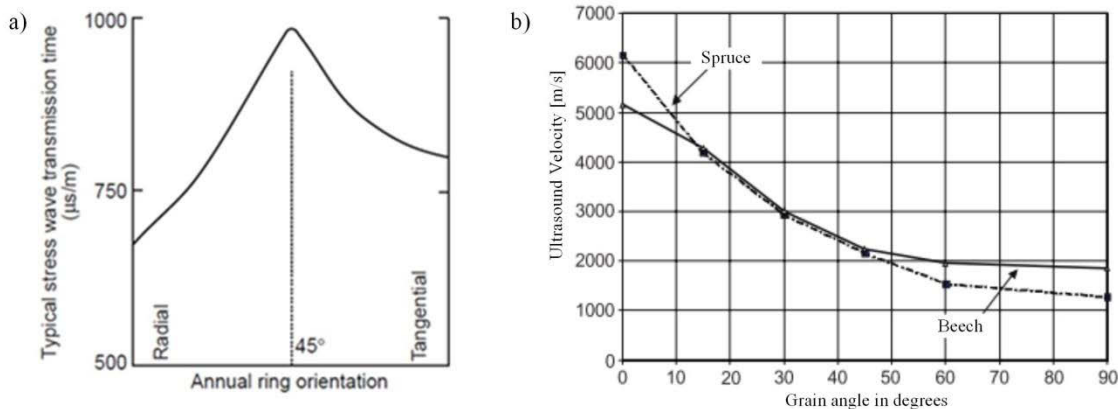 a)
Typical stress wave transmission time
(µs/m)
1000
750
500
Radial
45°
Tangential
Annual ring orientation
b)
Ultrasound Velocity [m/s]
7000
6000
5000
4000
3000
2000
1000
0
Spruce
Beech
0 10 20 30 40 50 60 70 80 90
Grain angle in degrees